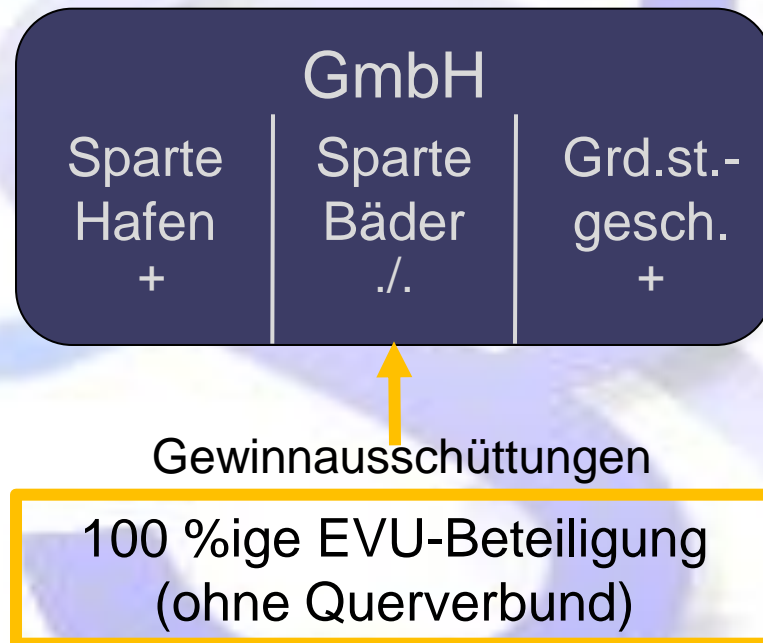 GmbH
Sparte
Hafen
+
Sparte
Bäder
./.
Grd.st.-
gesch.
+
Gewinnausschüttungen
100 %ige EVU-Beteiligung
(ohne Querverbund)